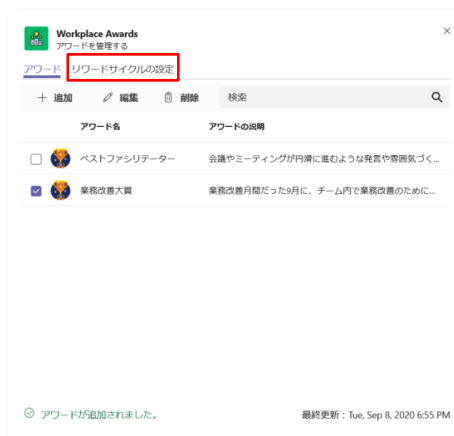 Workplace Awards
アワードを管理する
アワード リワードサイクルの設定
追加 編集 削除 検索
アワード名 アワードの説明
ベストファシリテーター 会議やミーティングが円滑に進むような発言や雰囲気づく...
業務改善大賞 業務改善月間だった9月に、チーム内で業務改善のために...
アワードが追加されました。 最終更新：Tue, Sep 8, 2020 6:55 PM